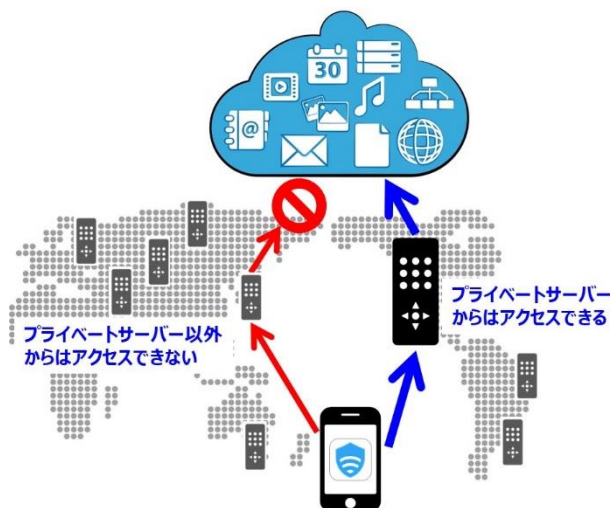 30
@
プライベートサーバー以外
からはアクセスできない
プライベートサーバー
からはアクセスできる